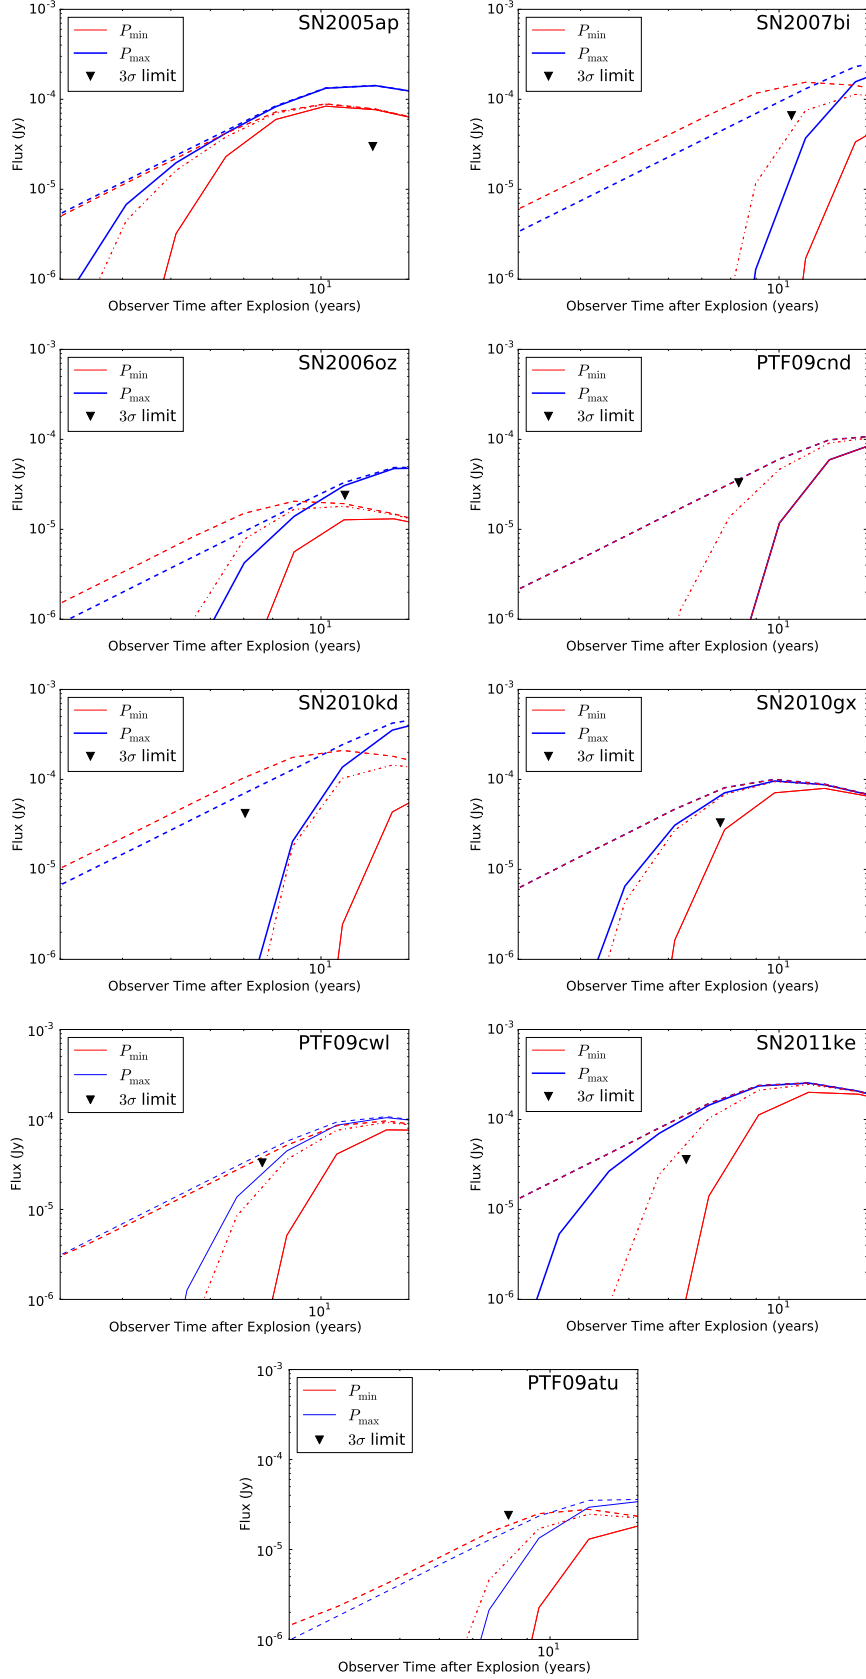 SN2005ap
P_min
P_max
3σ limit
10^-3
10^-4
10^-5
10^-6
Flux (Jy)
10^1
Observer Time after Explosion (years)
SN2007bi
P_min
P_max
3σ limit
10^-3
10^-4
10^-5
10^-6
Flux (Jy)
10^1
Observer Time after Explosion (years)
SN2006oz
P_min
P_max
3σ limit
10^-3
10^-4
10^-5
10^-6
Flux (Jy)
10^1
Observer Time after Explosion (years)
PTF09cnd
P_min
P_max
3σ limit
10^-3
10^-4
10^-5
10^-6
Flux (Jy)
10^1
Observer Time after Explosion (years)
SN2010kd
P_min
P_max
3σ limit
10^-3
10^-4
10^-5
10^-6
Flux (Jy)
10^1
Observer Time after Explosion (years)
SN2010gx
P_min
P_max
3σ limit
10^-3
10^-4
10^-5
10^-6
Flux (Jy)
10^1
Observer Time after Explosion (years)
PTF09cwl
P_min
P_max
3σ limit
10^-3
10^-4
10^-5
10^-6
Flux (Jy)
10^1
Observer Time after Explosion (years)
SN2011ke
P_min
P_max
3σ limit
10^-3
10^-4
10^-5
10^-6
Flux (Jy)
10^1
Observer Time after Explosion (years)
PTF09atu
P_min
P_max
3σ limit
10^-3
10^-4
10^-5
10^-6
Flux (Jy)
10^1
Observer Time after Explosion (years)